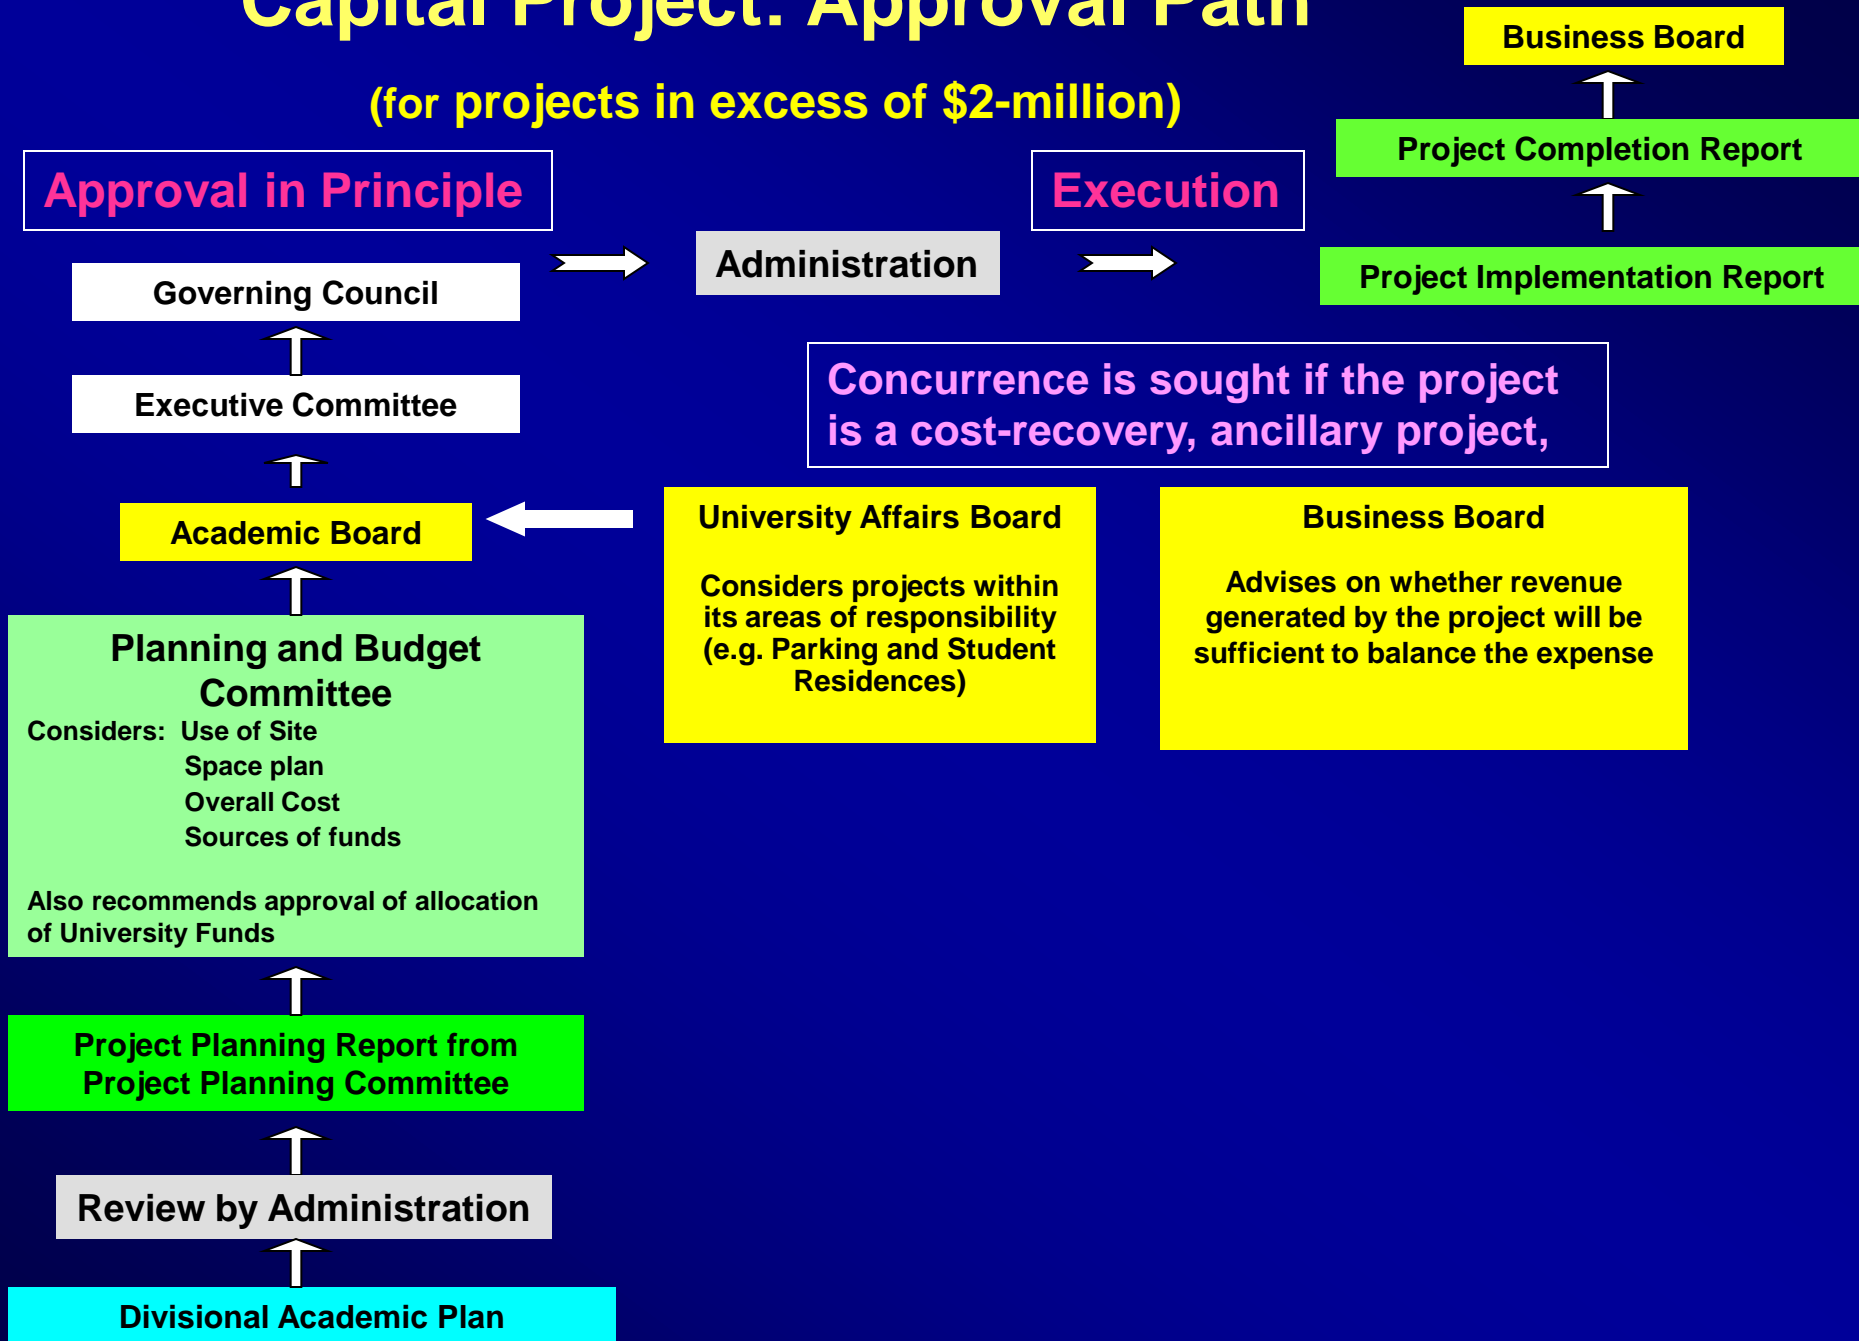 Capital Project: Approval Path
(for projects in excess of $2-million)
Business Board
Project Completion Report
Project Implementation Report
Approval in Principle
Administration
Execution
Governing Council
Executive Committee
Academic Board
Concurrence is sought if the project
is a cost-recovery, ancillary project,
University Affairs Board
Considers projects within
its areas of responsibility
(e.g. Parking and Student
Residences)
Business Board
Advises on whether revenue
generated by the project will be
sufficient to balance the expense
Planning and Budget
Committee
Considers: Use of Site
Space plan
Overall Cost
Sources of funds
Also recommends approval of allocation
of University Funds
Project Planning Report from
Project Planning Committee
Review by Administration
Divisional Academic Plan